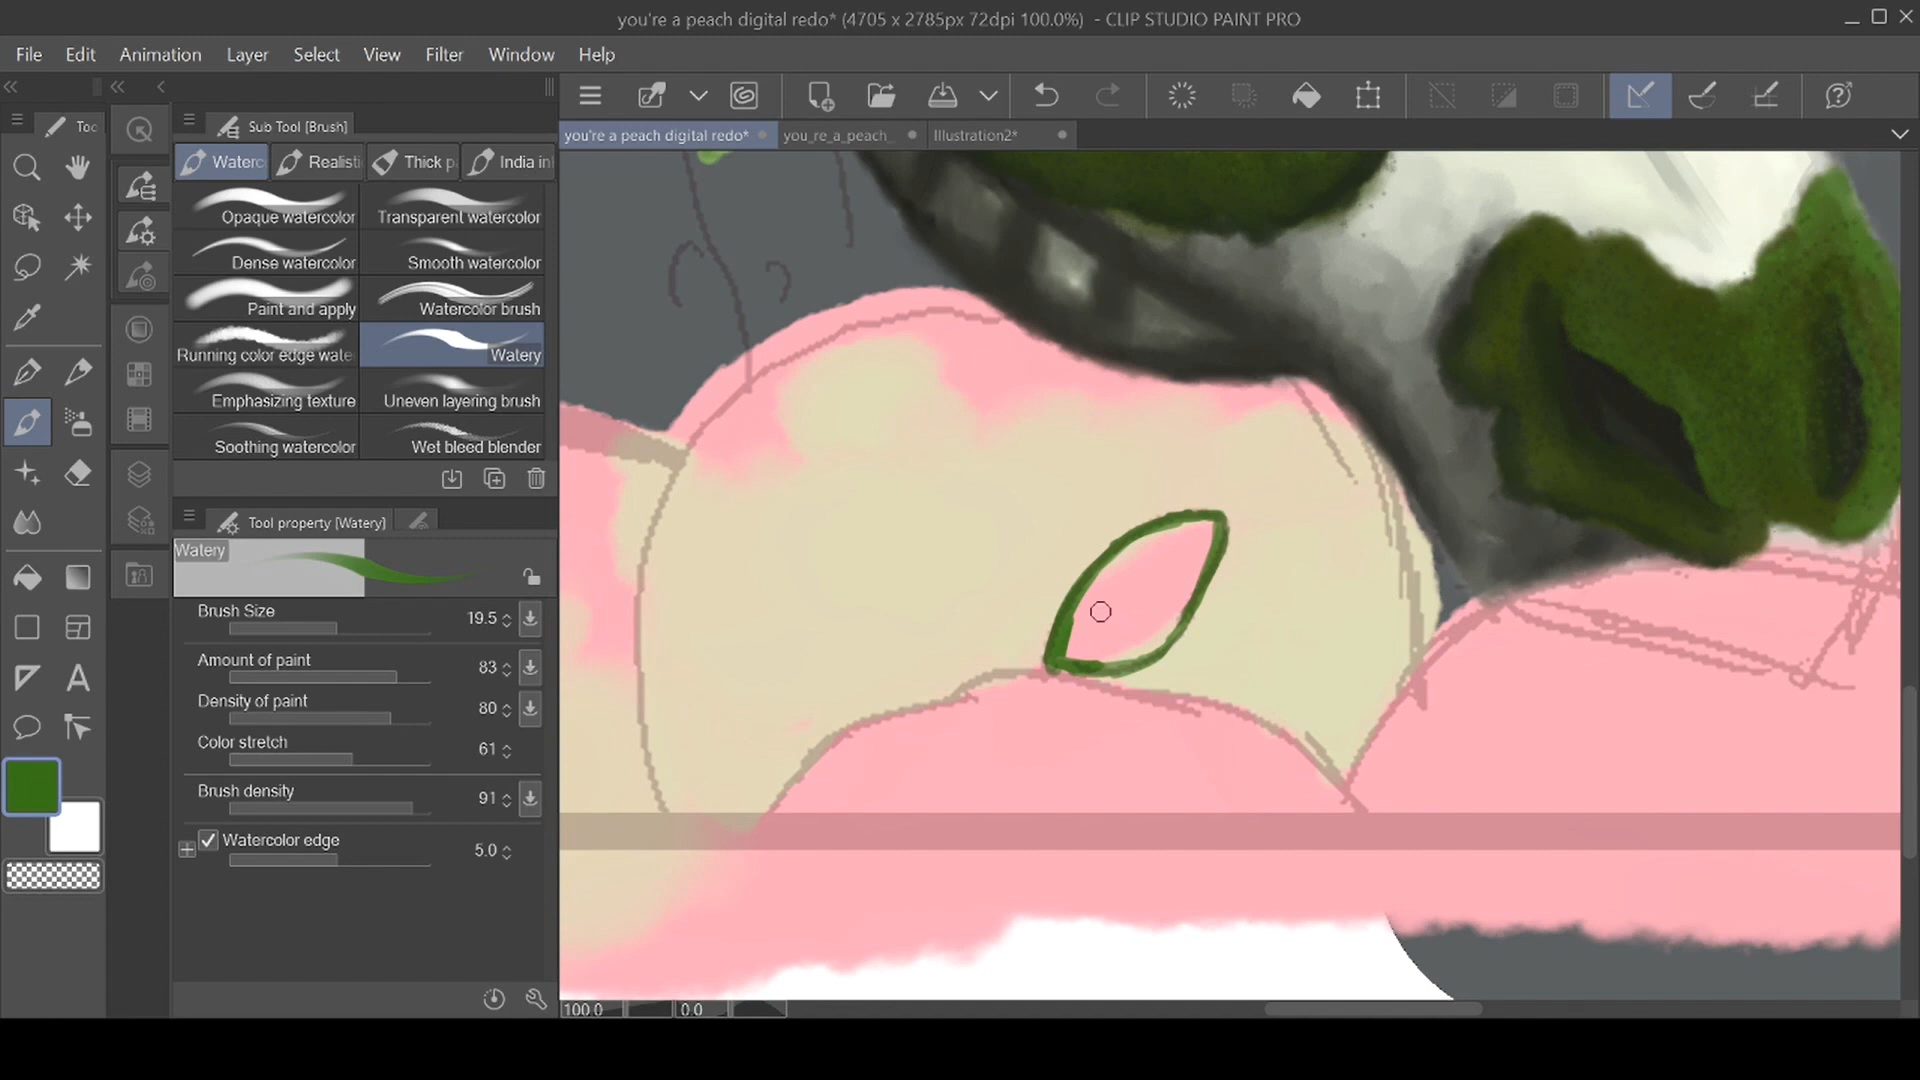 you're a peach digital redo* (4705 x 2785px 72dpi 100.0%) - CLIP STUDIO PAINT PRO
File Edit Animation Layer Select View Filter Window Help
Too
Sub Tool [Brush]
you're a peach digital redo* you_re_a_peach_ Illustration2*
Waterc Realisti Thick p India in
Opaque watercolor Transparent watercolor
Dense watercolor Smooth watercolor
Paint and apply Watercolor brush
Running color edge wate Watery
Emphasizing texture Uneven layering brush
Soothing watercolor Wet bleed blender
Tool property [Watery]
Watery
Brush Size 19.5
Amount of paint 83
Density of paint 80
Color stretch 61
Brush density 91
Watercolor edge 5.0
100.0 0.0